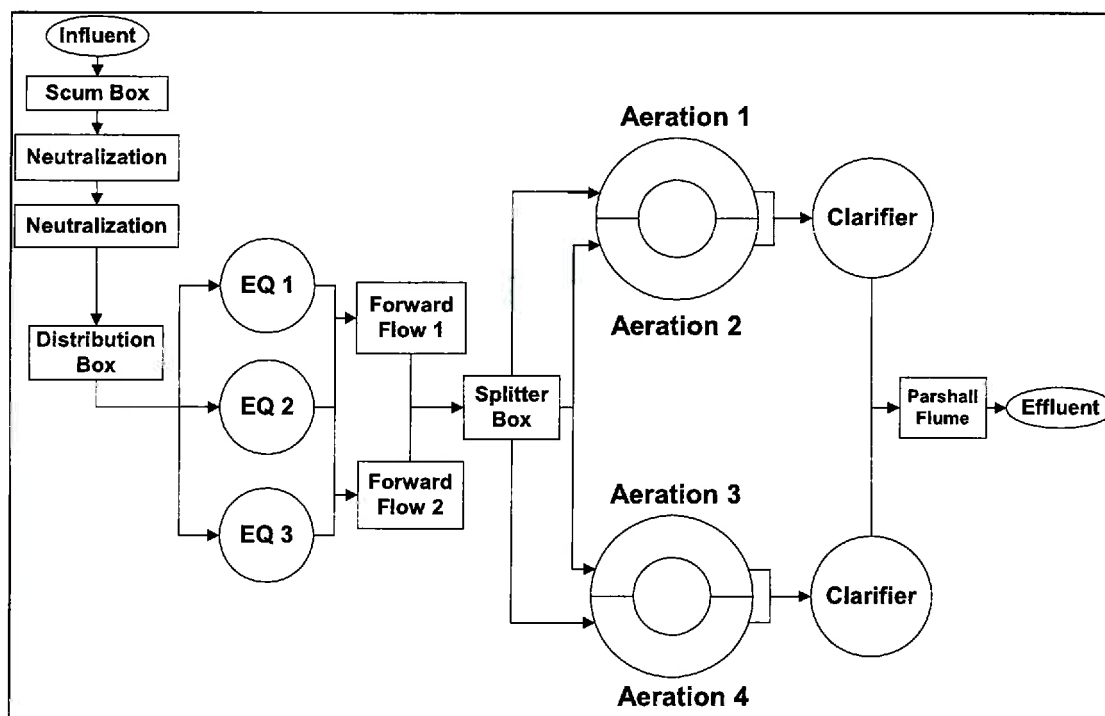 Influent
Scum Box
Neutralization
Neutralization
Distribution
Box
EQ 1
EQ 2
EQ 3
Forward
Flow 1
Forward
Flow 2
Splitter
Box
Aeration 1
Aeration 2
Aeration 3
Aeration 4
Clarifier
Clarifier
Parshall
Flume
Effluent